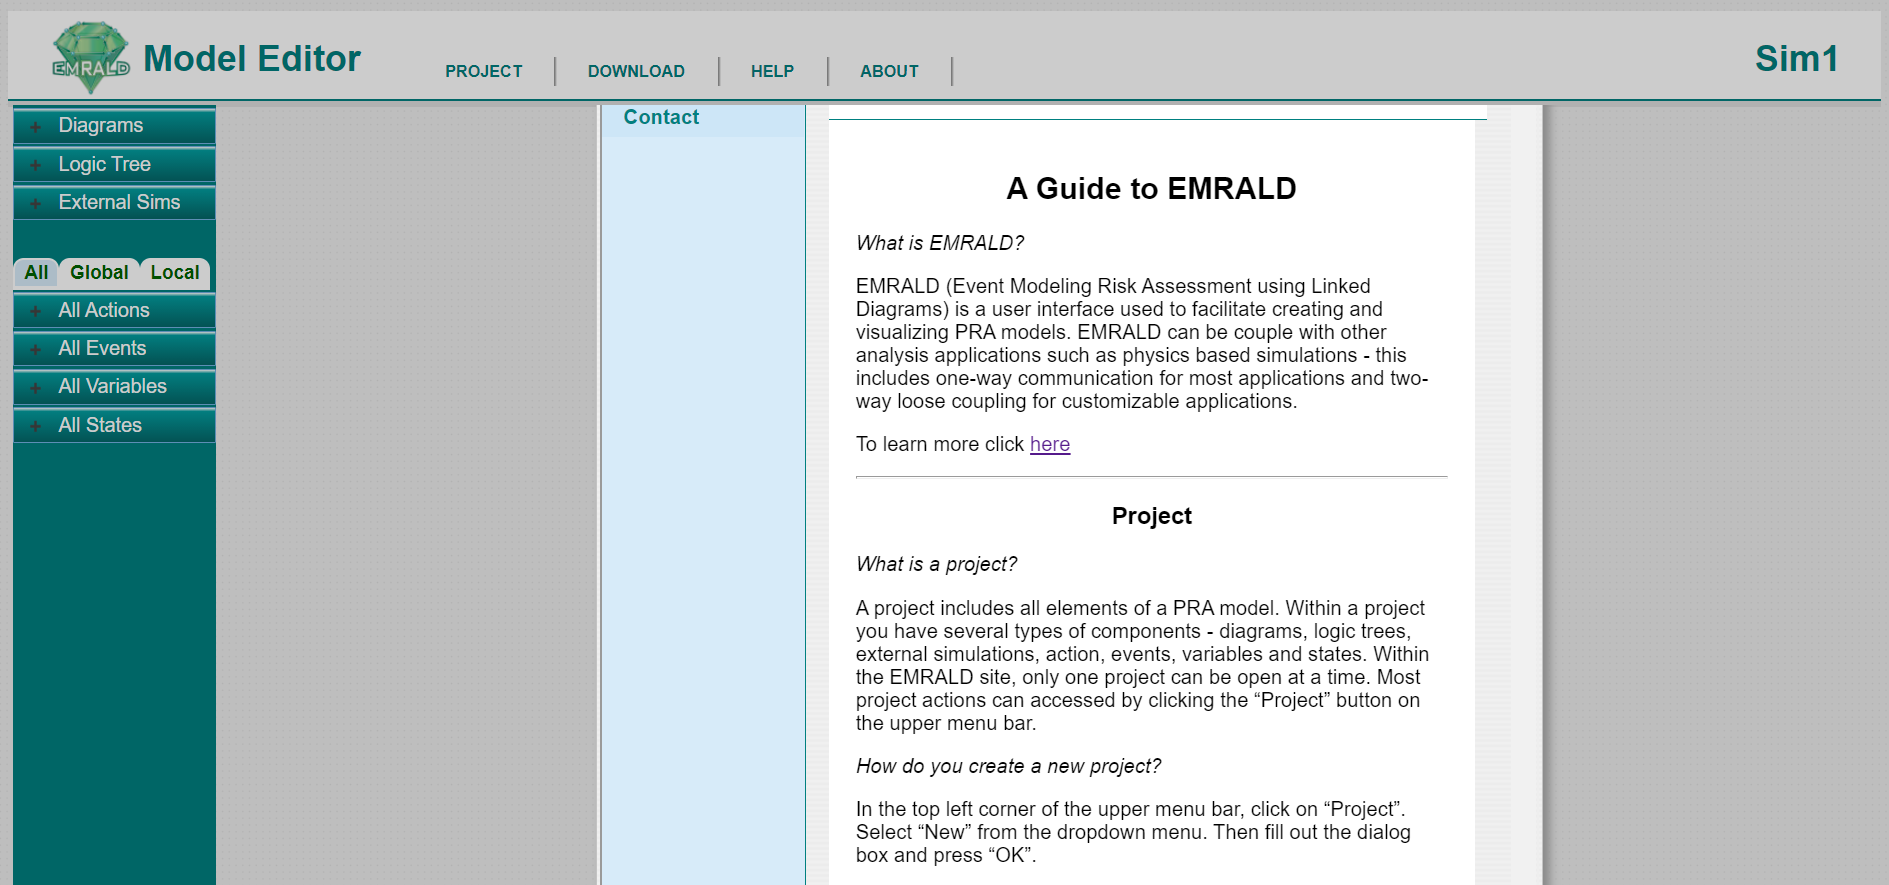 EMRALD
Model Editor
PROJECT
DOWNLOAD
HELP
ABOUT
Sim1
Diagrams
Logic Tree
External Sims
All
Global
Local
All Actions
All Events
All Variables
All States
Contact
A Guide to EMRALD
What is EMRALD?
EMRALD (Event Modeling Risk Assessment using Linked
Diagrams) is a user interface used to facilitate creating and
visualizing PRA models. EMRALD can be couple with other
analysis applications such as physics based simulations - this
includes one-way communication for most applications and two-
way loose coupling for customizable applications.
To learn more click here
Project
What is a project?
A project includes all elements of a PRA model. Within a project
you have several types of components - diagrams, logic trees,
external simulations, action, events, variables and states. Within
the EMRALD site, only one project can be open at a time. Most
project actions can accessed by clicking the “Project” button on
the upper menu bar.
How do you create a new project?
In the top left corner of the upper menu bar, click on “Project”.
Select “New” from the dropdown menu. Then fill out the dialog
box and press “OK”.